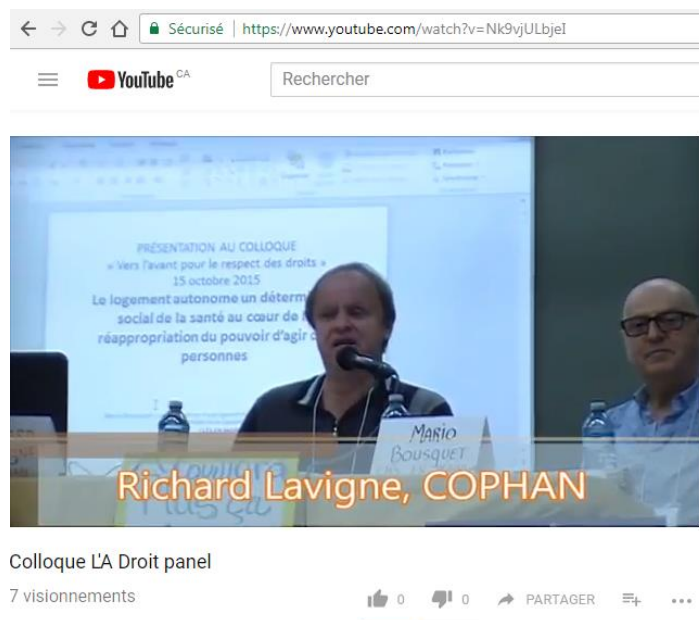 Sécurisé | https://www.youtube.com/watch?v=Nk9vjULbjeI
YouTube CA
Rechercher
PRÉSENTATION AU COLLOQUE
« Vers l'avant pour le respect des droits »
15 octobre 2015
Le logement autonome un déterm
social de la santé au cœur de
réappropriation du pouvoir d'agir
personnes
MARIO
BOUSQUET
Richard Lavigne, COPHAN
Colloque L'A Droit panel
7 visionnements
0
0
PARTAGER